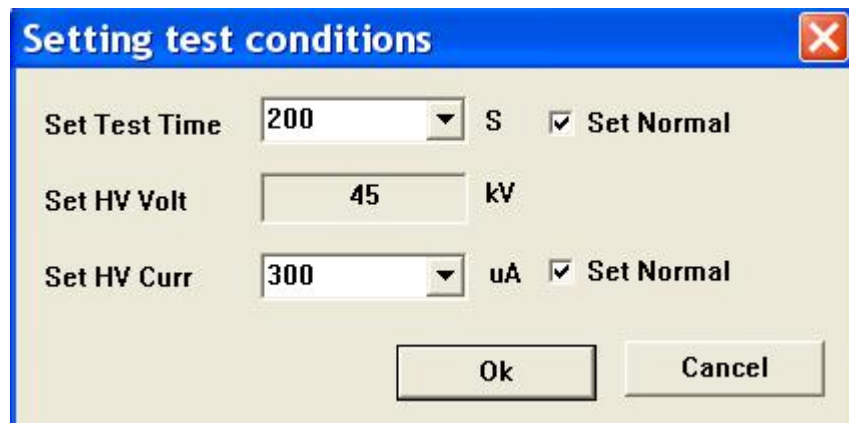 Setting test conditions
Set Test Time 200 S Set Normal
Set HV Volt 45 kV
Set HV Curr 300 uA Set Normal
Ok Cancel